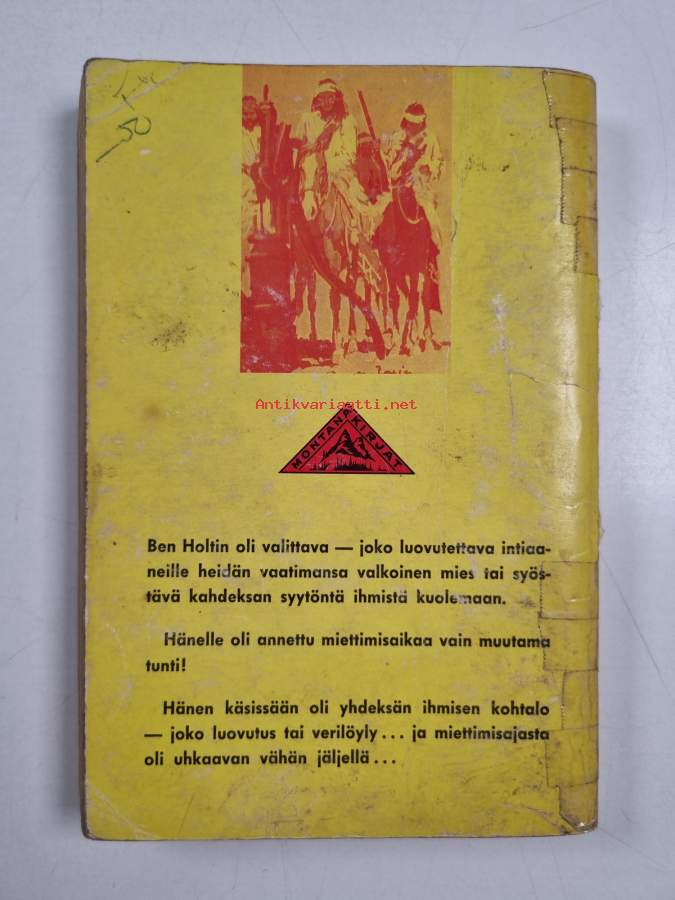 50
Antikvariaatti.net
MONTANA KIRJAT
Ben Holtin oli valittava — joko luovutettava intiaa-
neille heidän vaatimansa valkoinen mies tai syös-
tävä kahdeksan syytöntä ihmistä kuolemaan.
Hänelle oli annettu miettimisaikaa vain muutama
tunti!
Hänen käsissään oli yhdeksän ihmisen kohtalo
— joko luovutus tai verilöyly... ja miettimisajasta
oli uhkaavan vähän jäljellä...